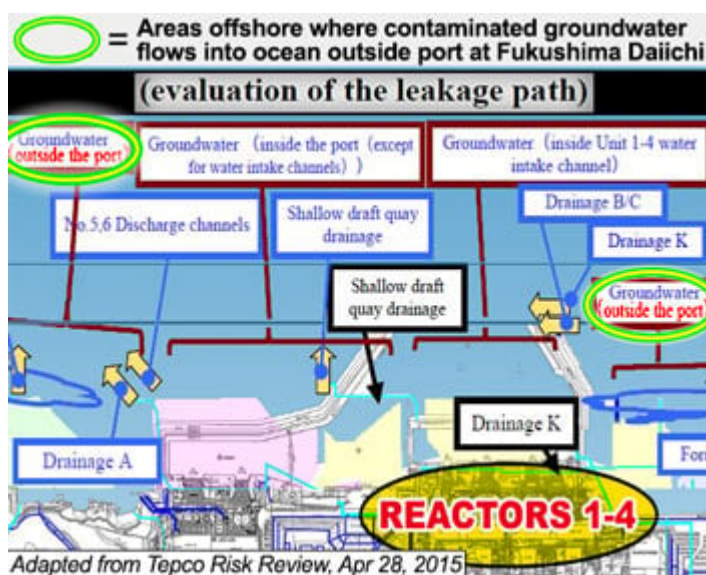 = Areas offshore where contaminated groundwater
flows into ocean outside port at Fukushima Daiichi
(evaluation of the leakage path)
Groundwater
(outside the port)
Groundwater (inside the port (except
for water intake channels))
Groundwater (inside Unit 1-4 water
intake channel)
No.5,6 Discharge channels
Shallow draft quay
drainage
Drainage B/C
Drainage K
Shallow draft
quay drainage
Groundwater
(outside the port)
Drainage A
Drainage K
For
REACTORS 1-4
Adapted from Tepco Risk Review, Apr 28, 2015